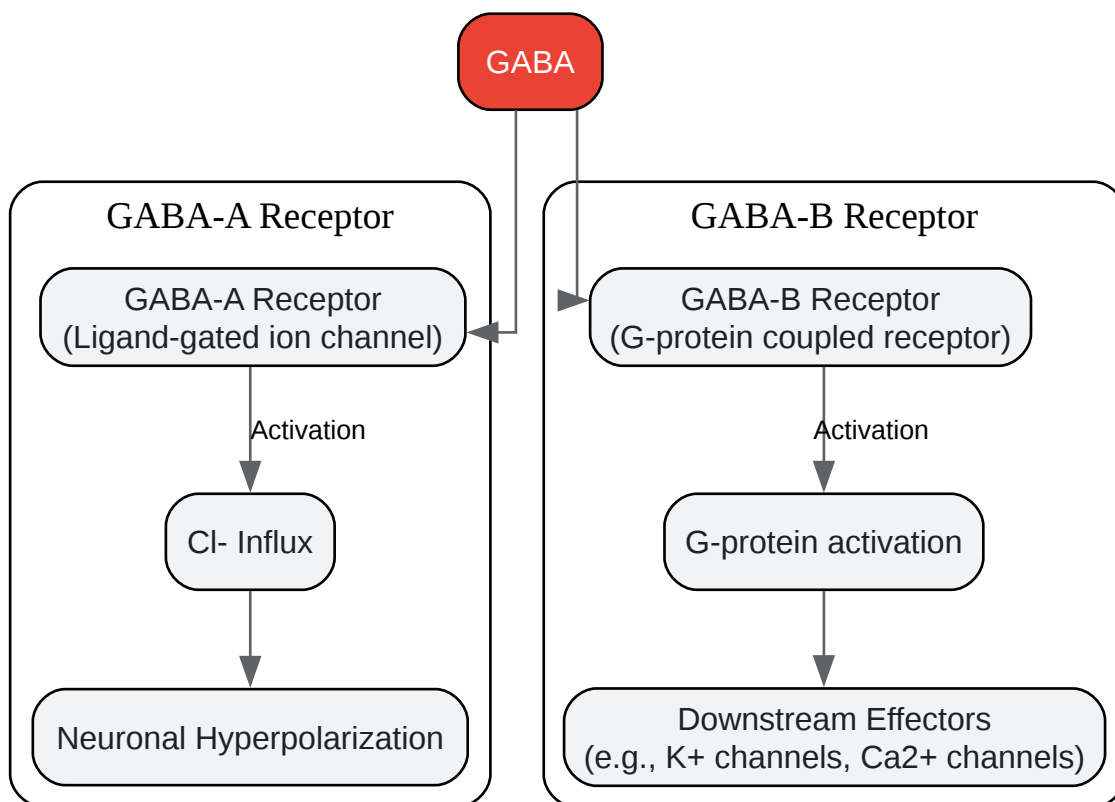 GABA
GABA-A Receptor
GABA-A Receptor
(Ligand-gated ion channel)
Activation
Cl- Influx
Neuronal Hyperpolarization
GABA-B Receptor
GABA-B Receptor
(G-protein coupled receptor)
Activation
G-protein activation
Downstream Effectors
(e.g., K+ channels, Ca2+ channels)